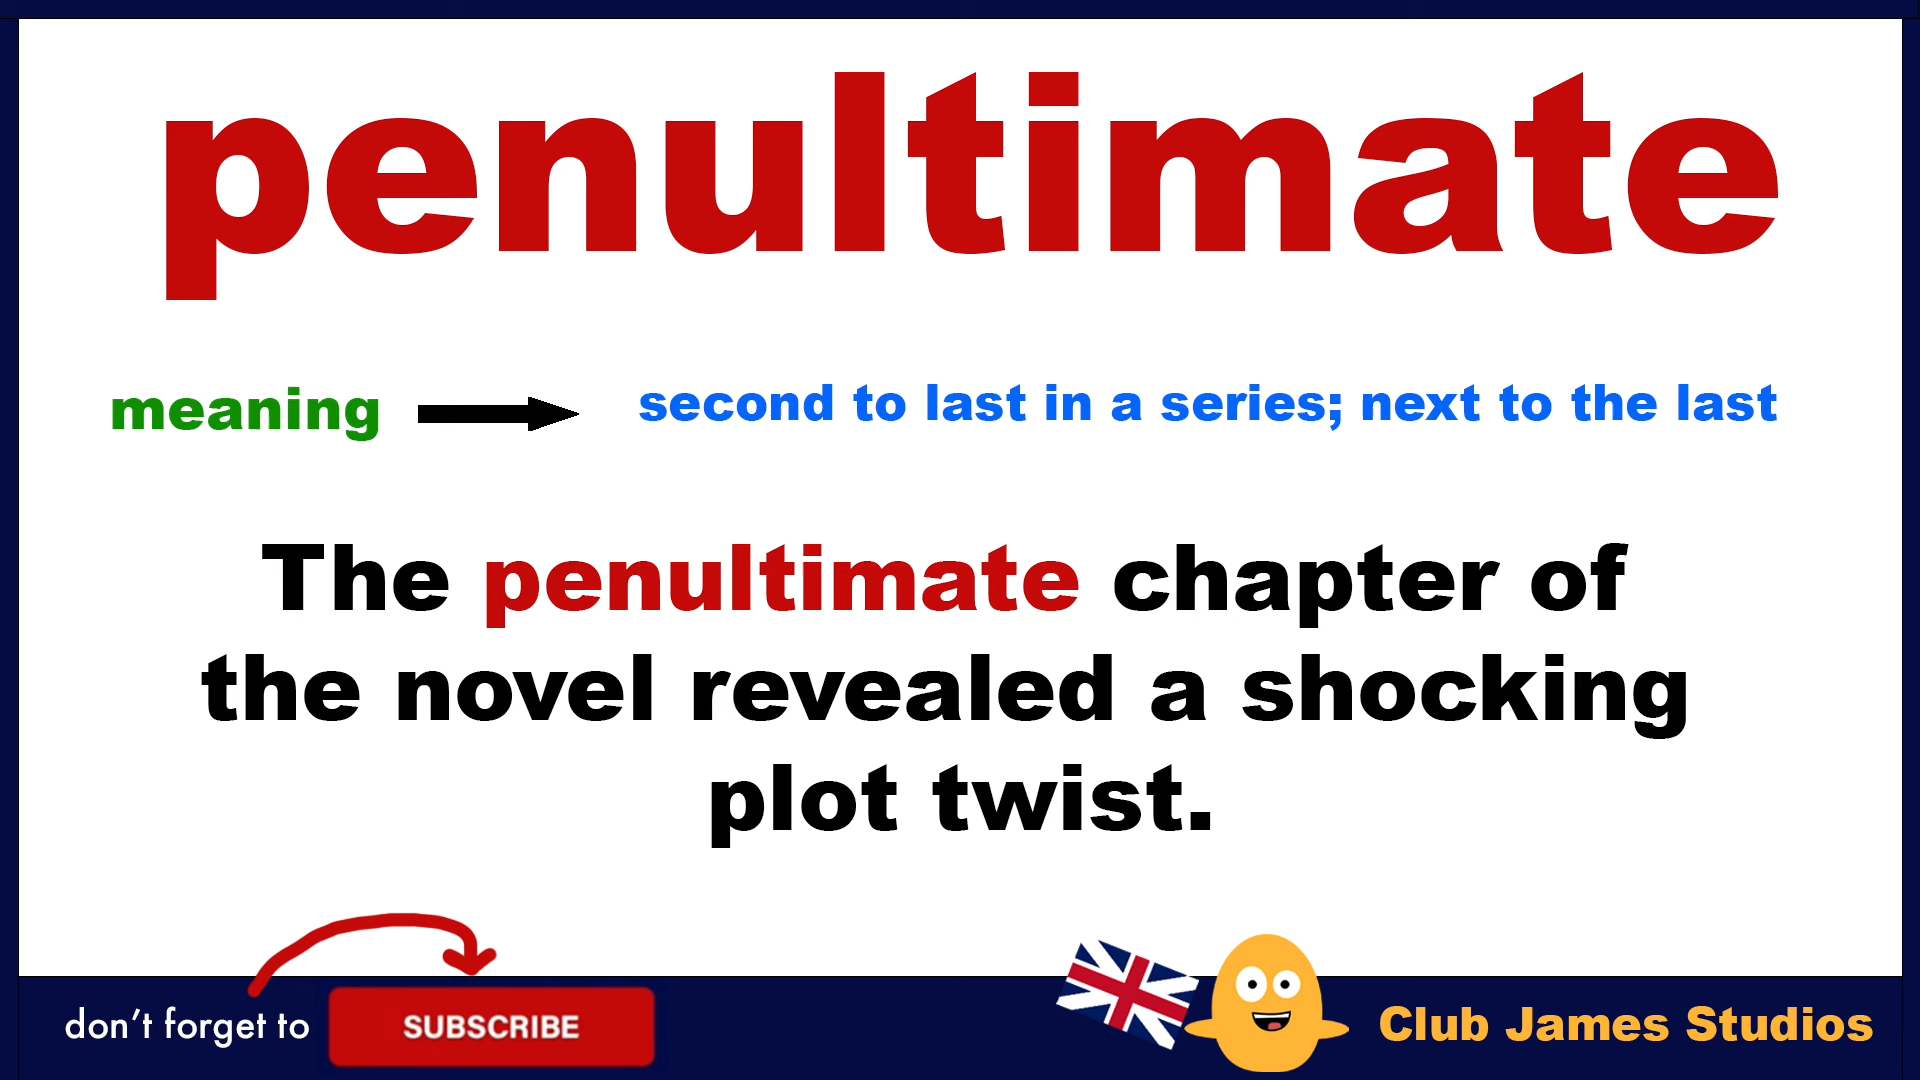 penultimate
meaning
second to last in a series; next to the last
The penultimate chapter of
the novel revealed a shocking
plot twist.
don't forget to
SUBSCRIBE
Club James Studios